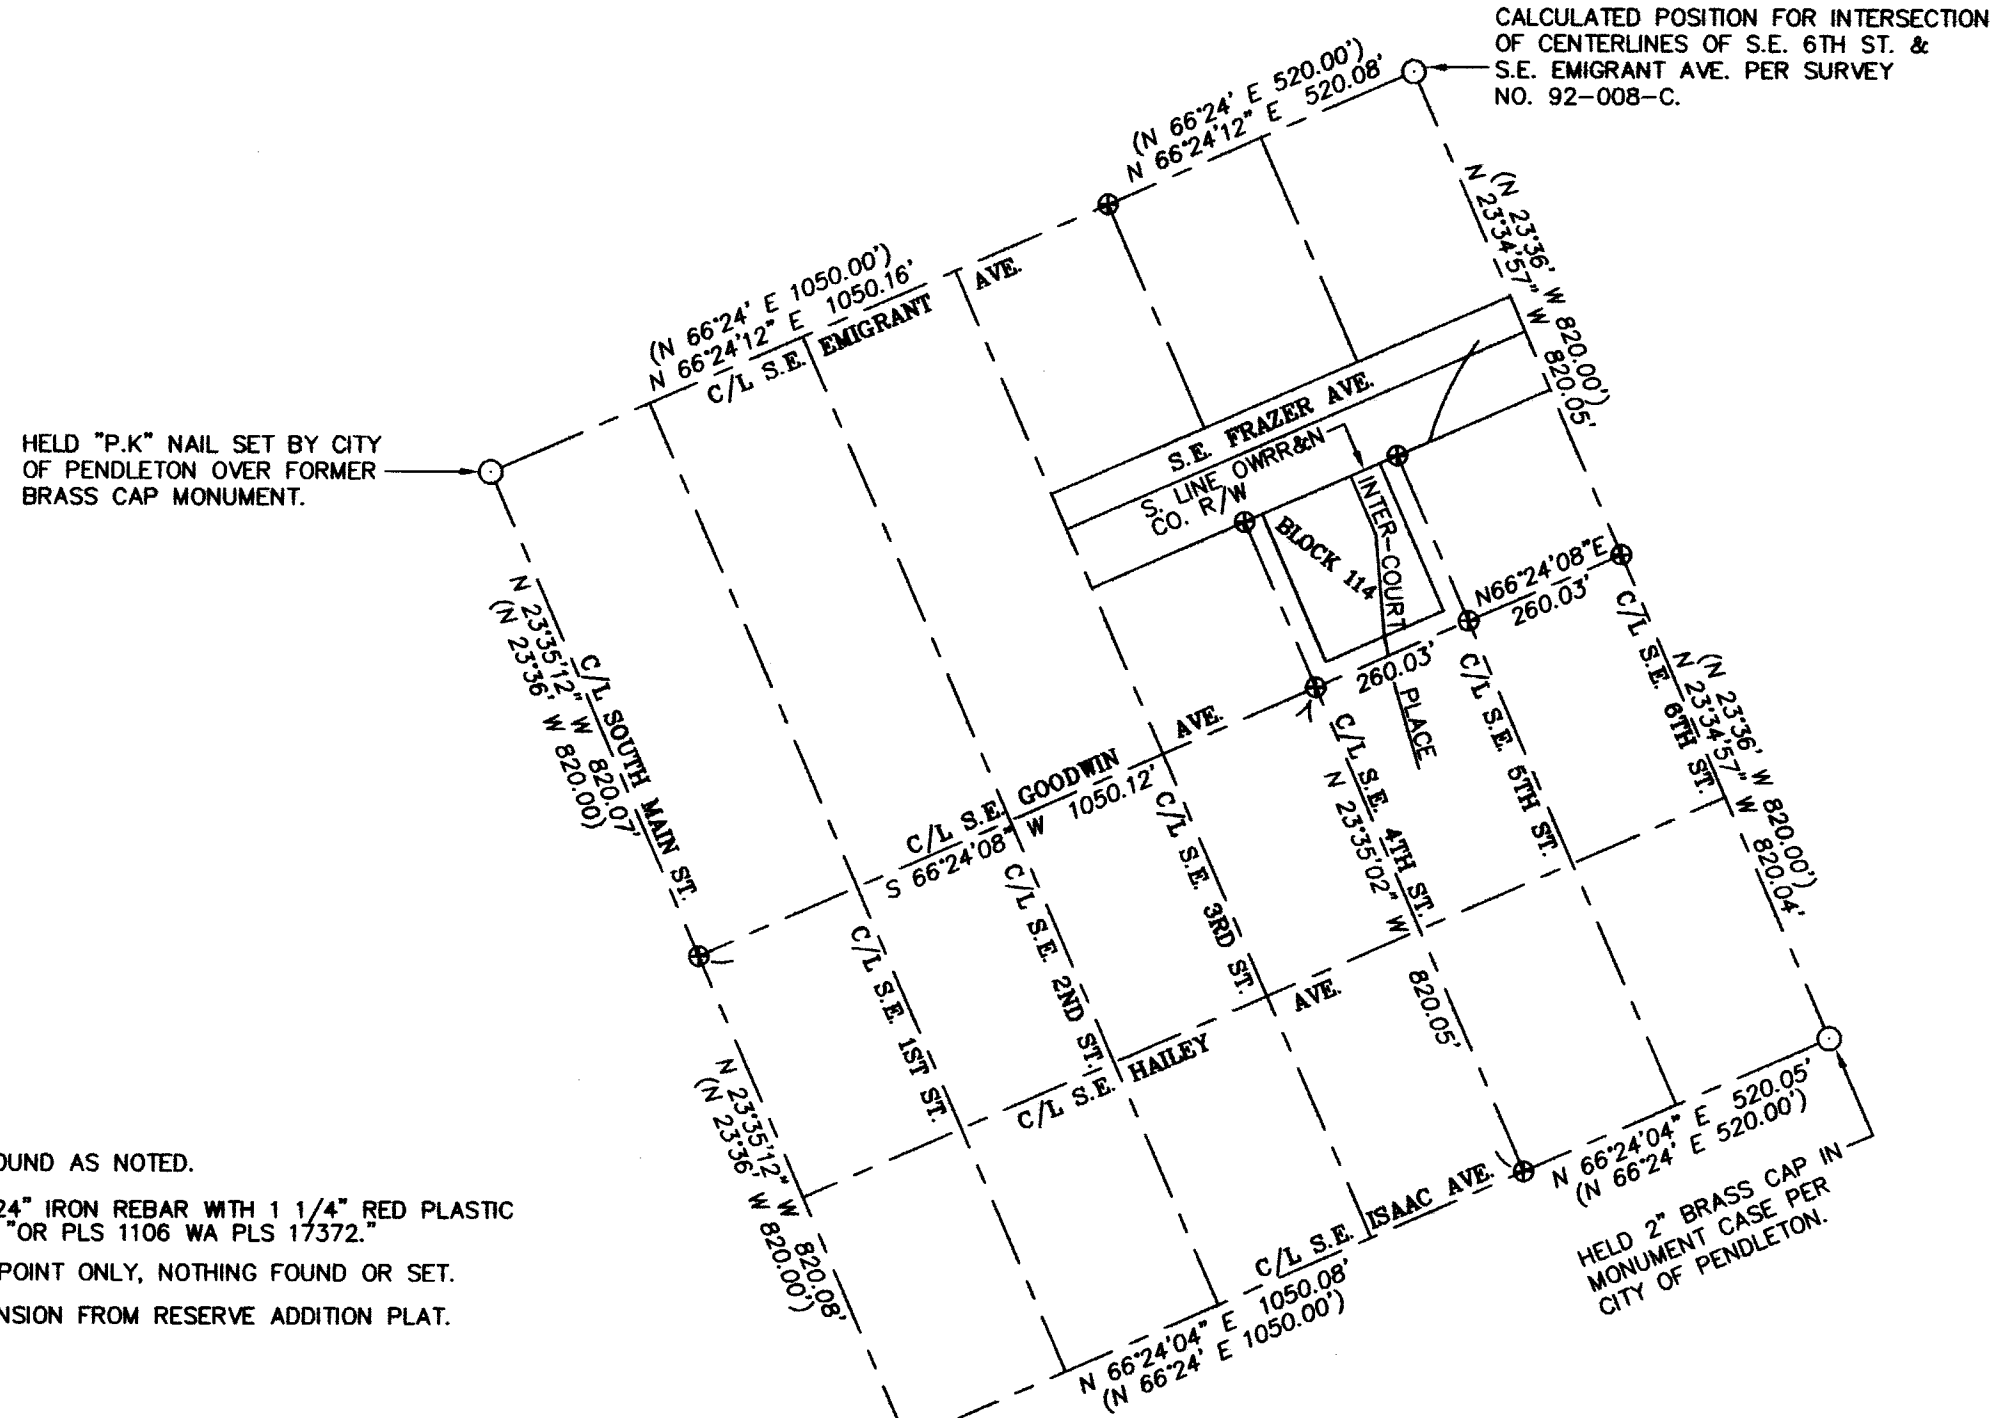 CALCULATED POSITION FOR INTERSECTION
OF CENTERLINES OF S.E. 6TH ST. &
S.E. EMIGRANT AVE. PER SURVEY
NO. 92-008-C.
(N 66°24' E 520.00')
N 66°24'12" E 520.08'
(N 23°36' W 820.00')
N 23°34'57" W 820.05'
(N 66°24' E 1050.00')
N 66°24'12" E 1050.16'
C/L S.E. EMIGRANT AVE.
HELD "P.K" NAIL SET BY CITY
OF PENDLETON OVER FORMER
BRASS CAP MONUMENT.
S.E. FRAZER AVE.
S. LINE OWRR&N
CO. R/W
BLOCK 114
INTER-COURT
PLACE
N66°24'08"E
260.03'
260.03'
C/L SOUTH MAIN ST.
N 23°35'12" W 820.07'
(N 23°36' W 820.00)
C/L S.E. GOODWIN AVE.
S 66°24'08" W 1050.12'
C/L S.E. 6TH ST.
(N 23°36' W 820.00')
N 23°34'57" W 820.04'
C/L S.E. 5TH ST.
C/L S.E. 4TH ST.
N 23°35'02" W 820.05'
C/L S.E. 3RD ST.
C/L S.E. 2ND ST.
C/L S.E. 1ST ST.
C/L S.E. HAILEY AVE.
N 23°35'12" W 820.08'
(N 23°36' W 820.00')
C/L S.E. ISAAC AVE.
N 66°24'04" E 1050.08'
(N 66°24' E 1050.00')
N 66°24'04" E 520.05'
(N 66°24' E 520.00')
HELD 2" BRASS CAP IN
MONUMENT CASE PER
CITY OF PENDLETON.
OUND AS NOTED.
24" IRON REBAR WITH 1 1/4" RED PLASTIC
"OR PLS 1106 WA PLS 17372."
POINT ONLY, NOTHING FOUND OR SET.
NSION FROM RESERVE ADDITION PLAT.